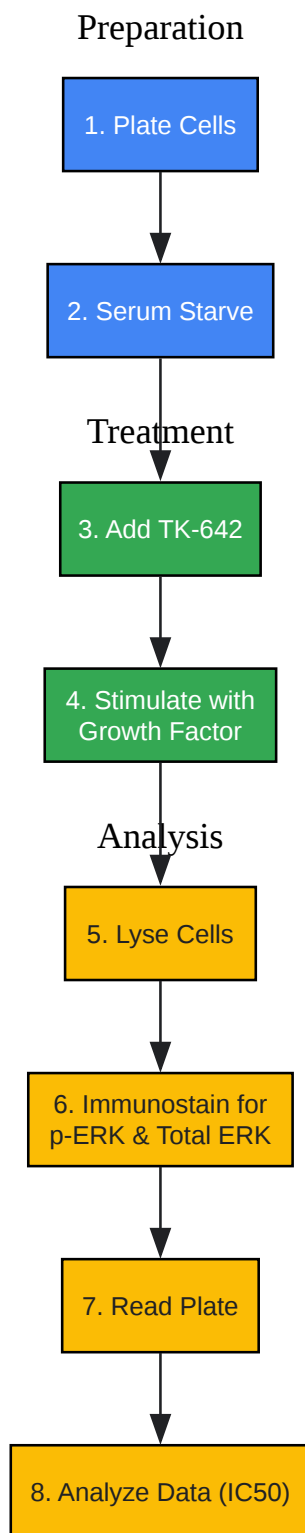 Preparation
1. Plate Cells
2. Serum Starve
Treatment
3. Add TK-642
4. Stimulate with
Growth Factor
Analysis
5. Lyse Cells
6. Immunostain for
p-ERK & Total ERK
7. Read Plate
8. Analyze Data (IC50)